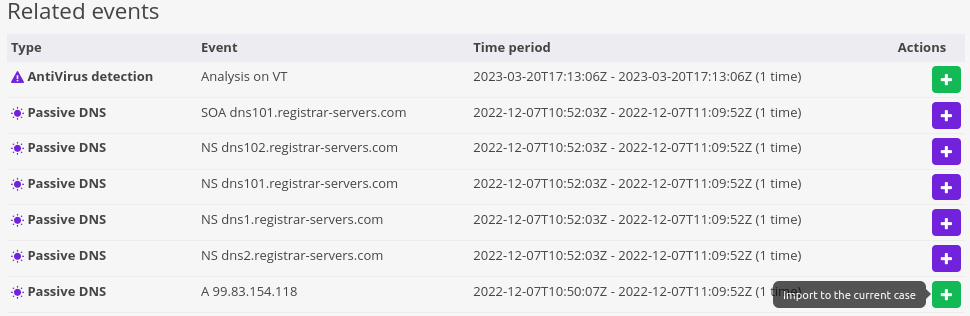 Related events
Type Event Time period Actions
AntiVirus detection Analysis on VT 2023-03-20T17:13:06Z - 2023-03-20T17:13:06Z (1 time)
Passive DNS SOA dns101.registrar-servers.com 2022-12-07T10:52:03Z - 2022-12-07T11:09:52Z (1 time)
Passive DNS NS dns102.registrar-servers.com 2022-12-07T10:52:03Z - 2022-12-07T11:09:52Z (1 time)
Passive DNS NS dns101.registrar-servers.com 2022-12-07T10:52:03Z - 2022-12-07T11:09:52Z (1 time)
Passive DNS NS dns1.registrar-servers.com 2022-12-07T10:52:03Z - 2022-12-07T11:09:52Z (1 time)
Passive DNS NS dns2.registrar-servers.com 2022-12-07T10:52:03Z - 2022-12-07T11:09:52Z (1 time)
Passive DNS A 99.83.154.118 2022-12-07T10:50:07Z - 2022-12-07T11:09:52Z (1 time) Import to the current case